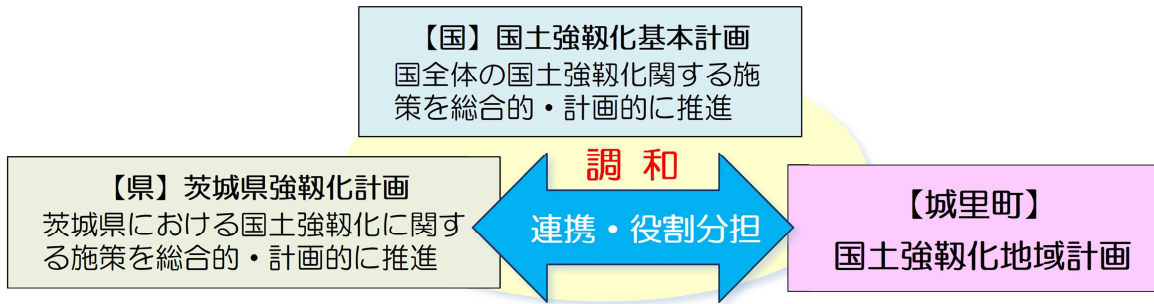 【国】国土強靱化基本計画
国全体の国土強靱化関する施
策を総合的・計画的に推進
調和
【県】茨城県強靱化計画
茨城県における国土強靱化に関す
る施策を総合的・計画的に推進
連携・役割分担
【城里町】
国土強靱化地域計画